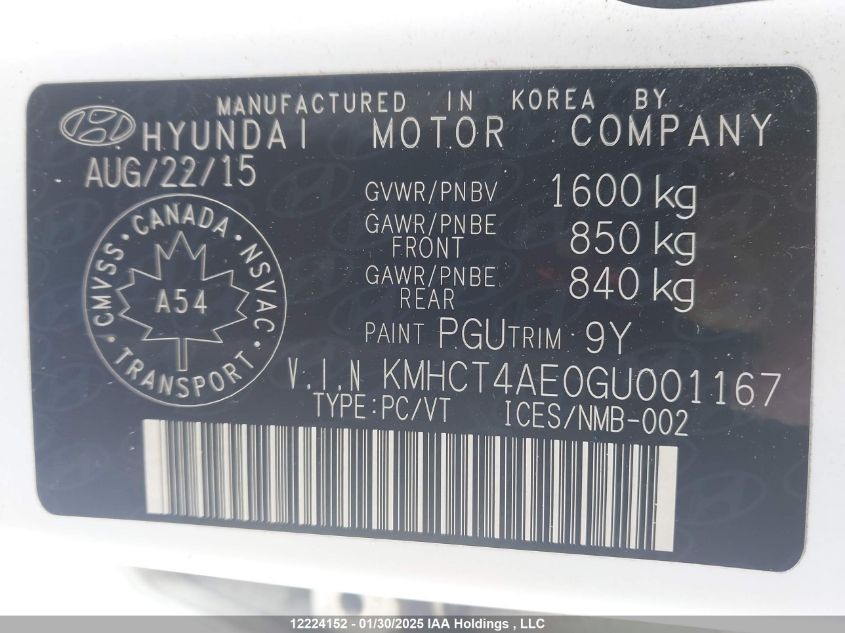 MANUFACTURED IN KOREA BY
HYUNDAI MOTOR COMPANY
AUG/22/15
GVWR/PNBV 1600 kg
GAWR/PNBE FRONT 850 kg
GAWR/PNBE REAR 840 kg
CANADA · NSVAC · TRANSPORT · CMVSS ·
A54
PAINT PGU TRIM 9Y
V.I.N KMHCT4AE0GU001167
TYPE:PC/VT ICES/NMB-002
12224152 - 01/30/2025 IAA Holdings , LLC